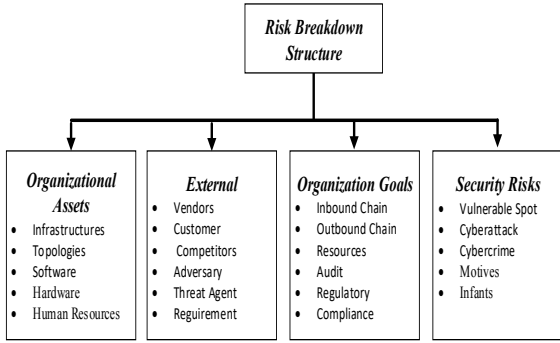 Risk Breakdown
Structure
Organizational
Assets
• Infrastructures
• Topologies
• Software
• Hardware
• Human Resources
External
• Vendors
• Customer
• Competitors
• Adversary
• Threat Agent
• Reguirement
Organization Goals
• Inbound Chain
• Outbound Chain
• Resources
• Audit
• Regulatory
• Compliance
Security Risks
• Vulnerable Spot
• Cyberattack
• Cybercrime
• Motives
• Infants